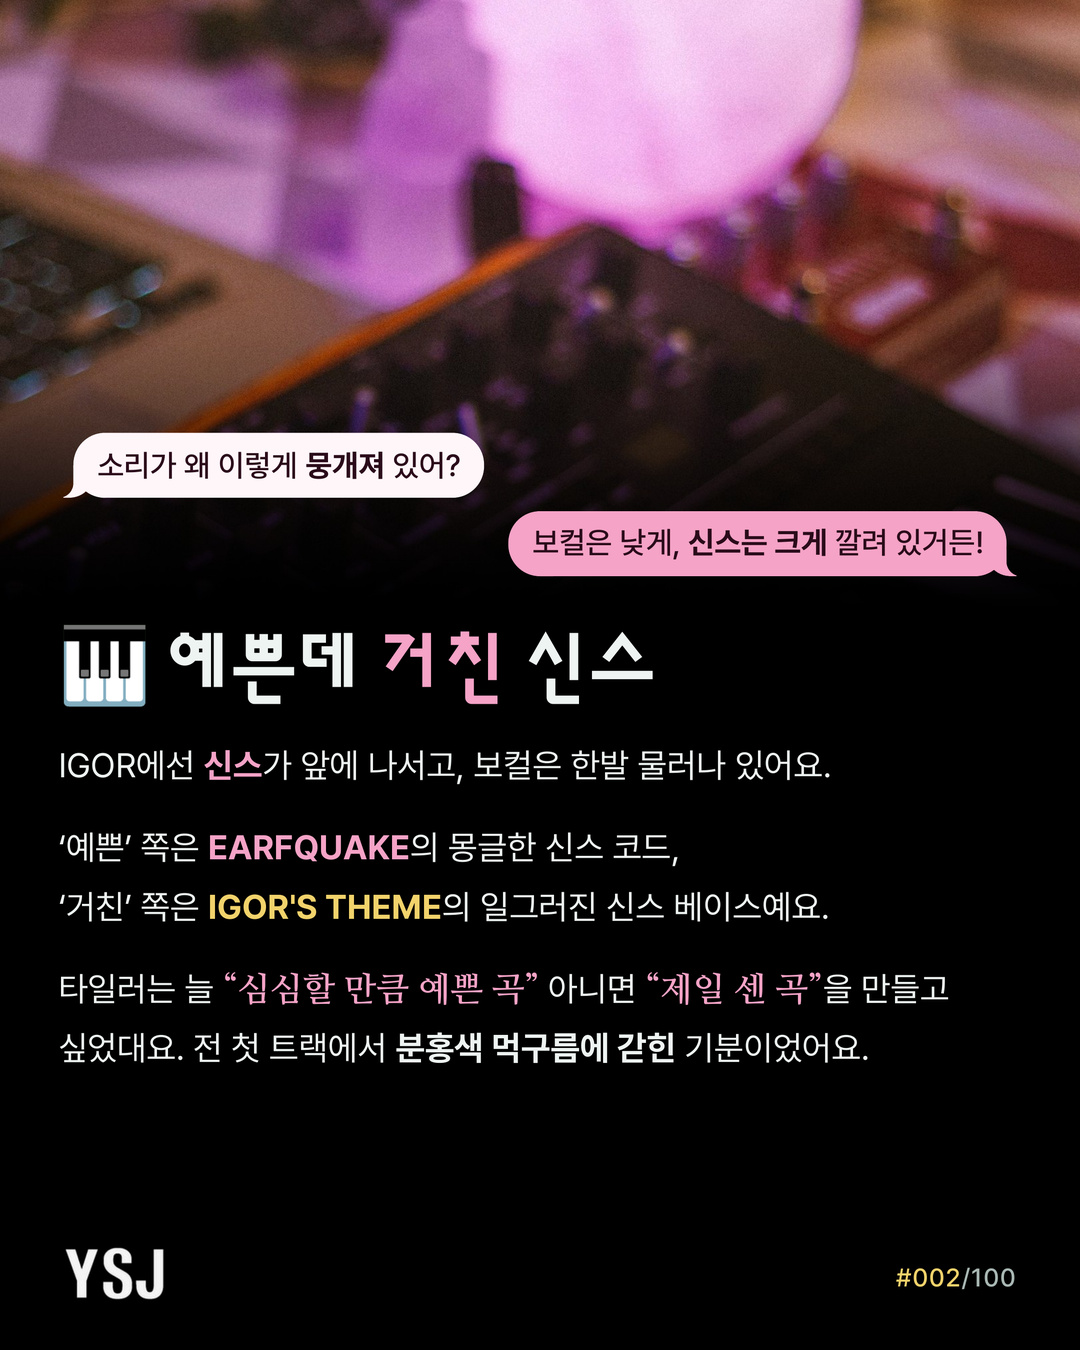 소리가 왜 이렇게 뭉개져 있어?
보컬은 낮게, 신스는 크게 깔려 있거든!
예쁜데 거친 신스
IGOR에선 신스가 앞에 나서고, 보컬은 한발 물러나 있어요.
‘예쁜’ 쪽은 EARFQUAKE의 몽글한 신스 코드,
‘거친’ 쪽은 IGOR'S THEME의 일그러진 신스 베이스예요.
타일러는 늘 “심심할 만큼 예쁜 곡” 아니면 “제일 센 곡”을 만들고
싶었대요. 전 첫 트랙에서 분홍색 먹구름에 갇힌 기분이었어요.
YSJ
#002/100